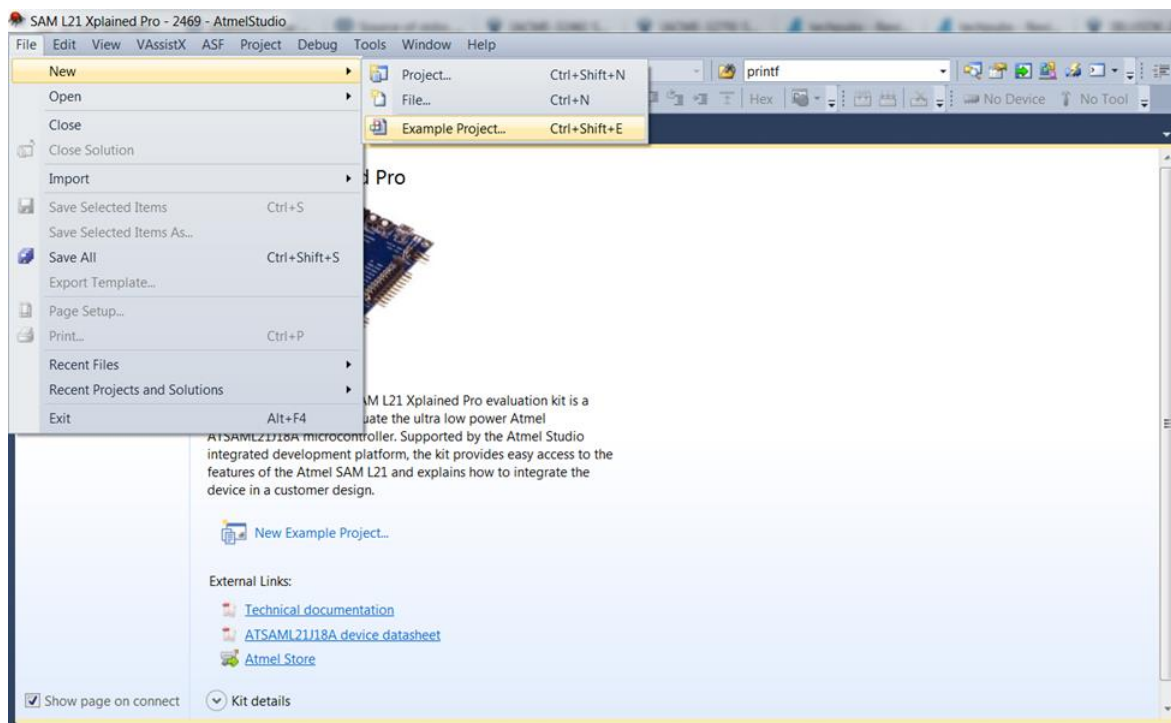 SAM L21 Xplained Pro - 2469 - AtmelStudio
File Edit View VAssistX ASF Project Debug Tools Window Help
New
Open
Close
Close Solution
Import
Save Selected Items Ctrl+S
Save Selected Items As...
Save All Ctrl+Shift+S
Export Template...
Page Setup...
Print... Ctrl+P
Recent Files
Recent Projects and Solutions
Exit Alt+F4
Project... Ctrl+Shift+N
File... Ctrl+N
Example Project... Ctrl+Shift+E
printf
Hex No Device No Tool
d Pro
AM L21 Xplained Pro evaluation kit is a
uate the ultra low power Atmel
ATSAML21J18A microcontroller. Supported by the Atmel Studio
integrated development platform, the kit provides easy access to the
features of the Atmel SAM L21 and explains how to integrate the
device in a customer design.
New Example Project...
External Links:
Technical documentation
ATSAML21J18A device datasheet
Atmel Store
Show page on connect
Kit details